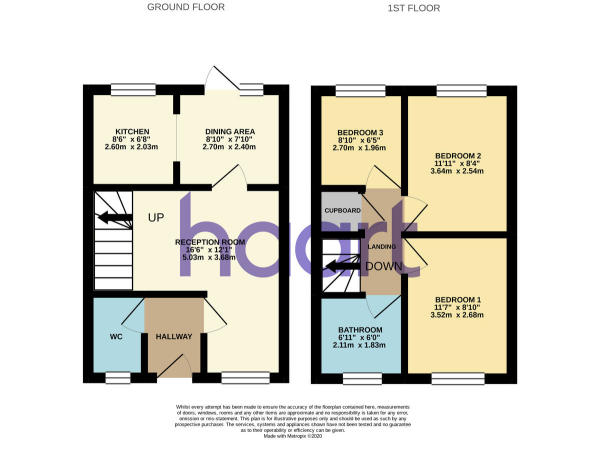 GROUND FLOOR
1ST FLOOR
KITCHEN
8'6" x 6'8"
2.60m x 2.03m
DINING AREA
8'10" x 7'10"
2.70m x 2.40m
UP
RECEPTION ROOM
16'6" x 12'1"
5.03m x 3.68m
WC
HALLWAY
BEDROOM 3
8'10" x 6'5"
2.70m x 1.96m
BEDROOM 2
11'11" x 8'4"
3.64m x 2.54m
CUPBOARD
LANDING
DOWN
BEDROOM 1
11'7" x 8'10"
3.52m x 2.68m
BATHROOM
6'11" x 6'0"
2.11m x 1.83m
haart
Whilst every attempt has been made to ensure the accuracy of the floorplan contained here, measurements
of doors, windows, rooms and any other items are approximate and no responsibility is taken for any error,
omission or mis-statement. This plan is for illustrative purposes only and should be used as such by any
prospective purchaser. The services, systems and appliances shown have not been tested and no guarantee
as to their operability or efficiency can be given.
Made with Metropix ©2020